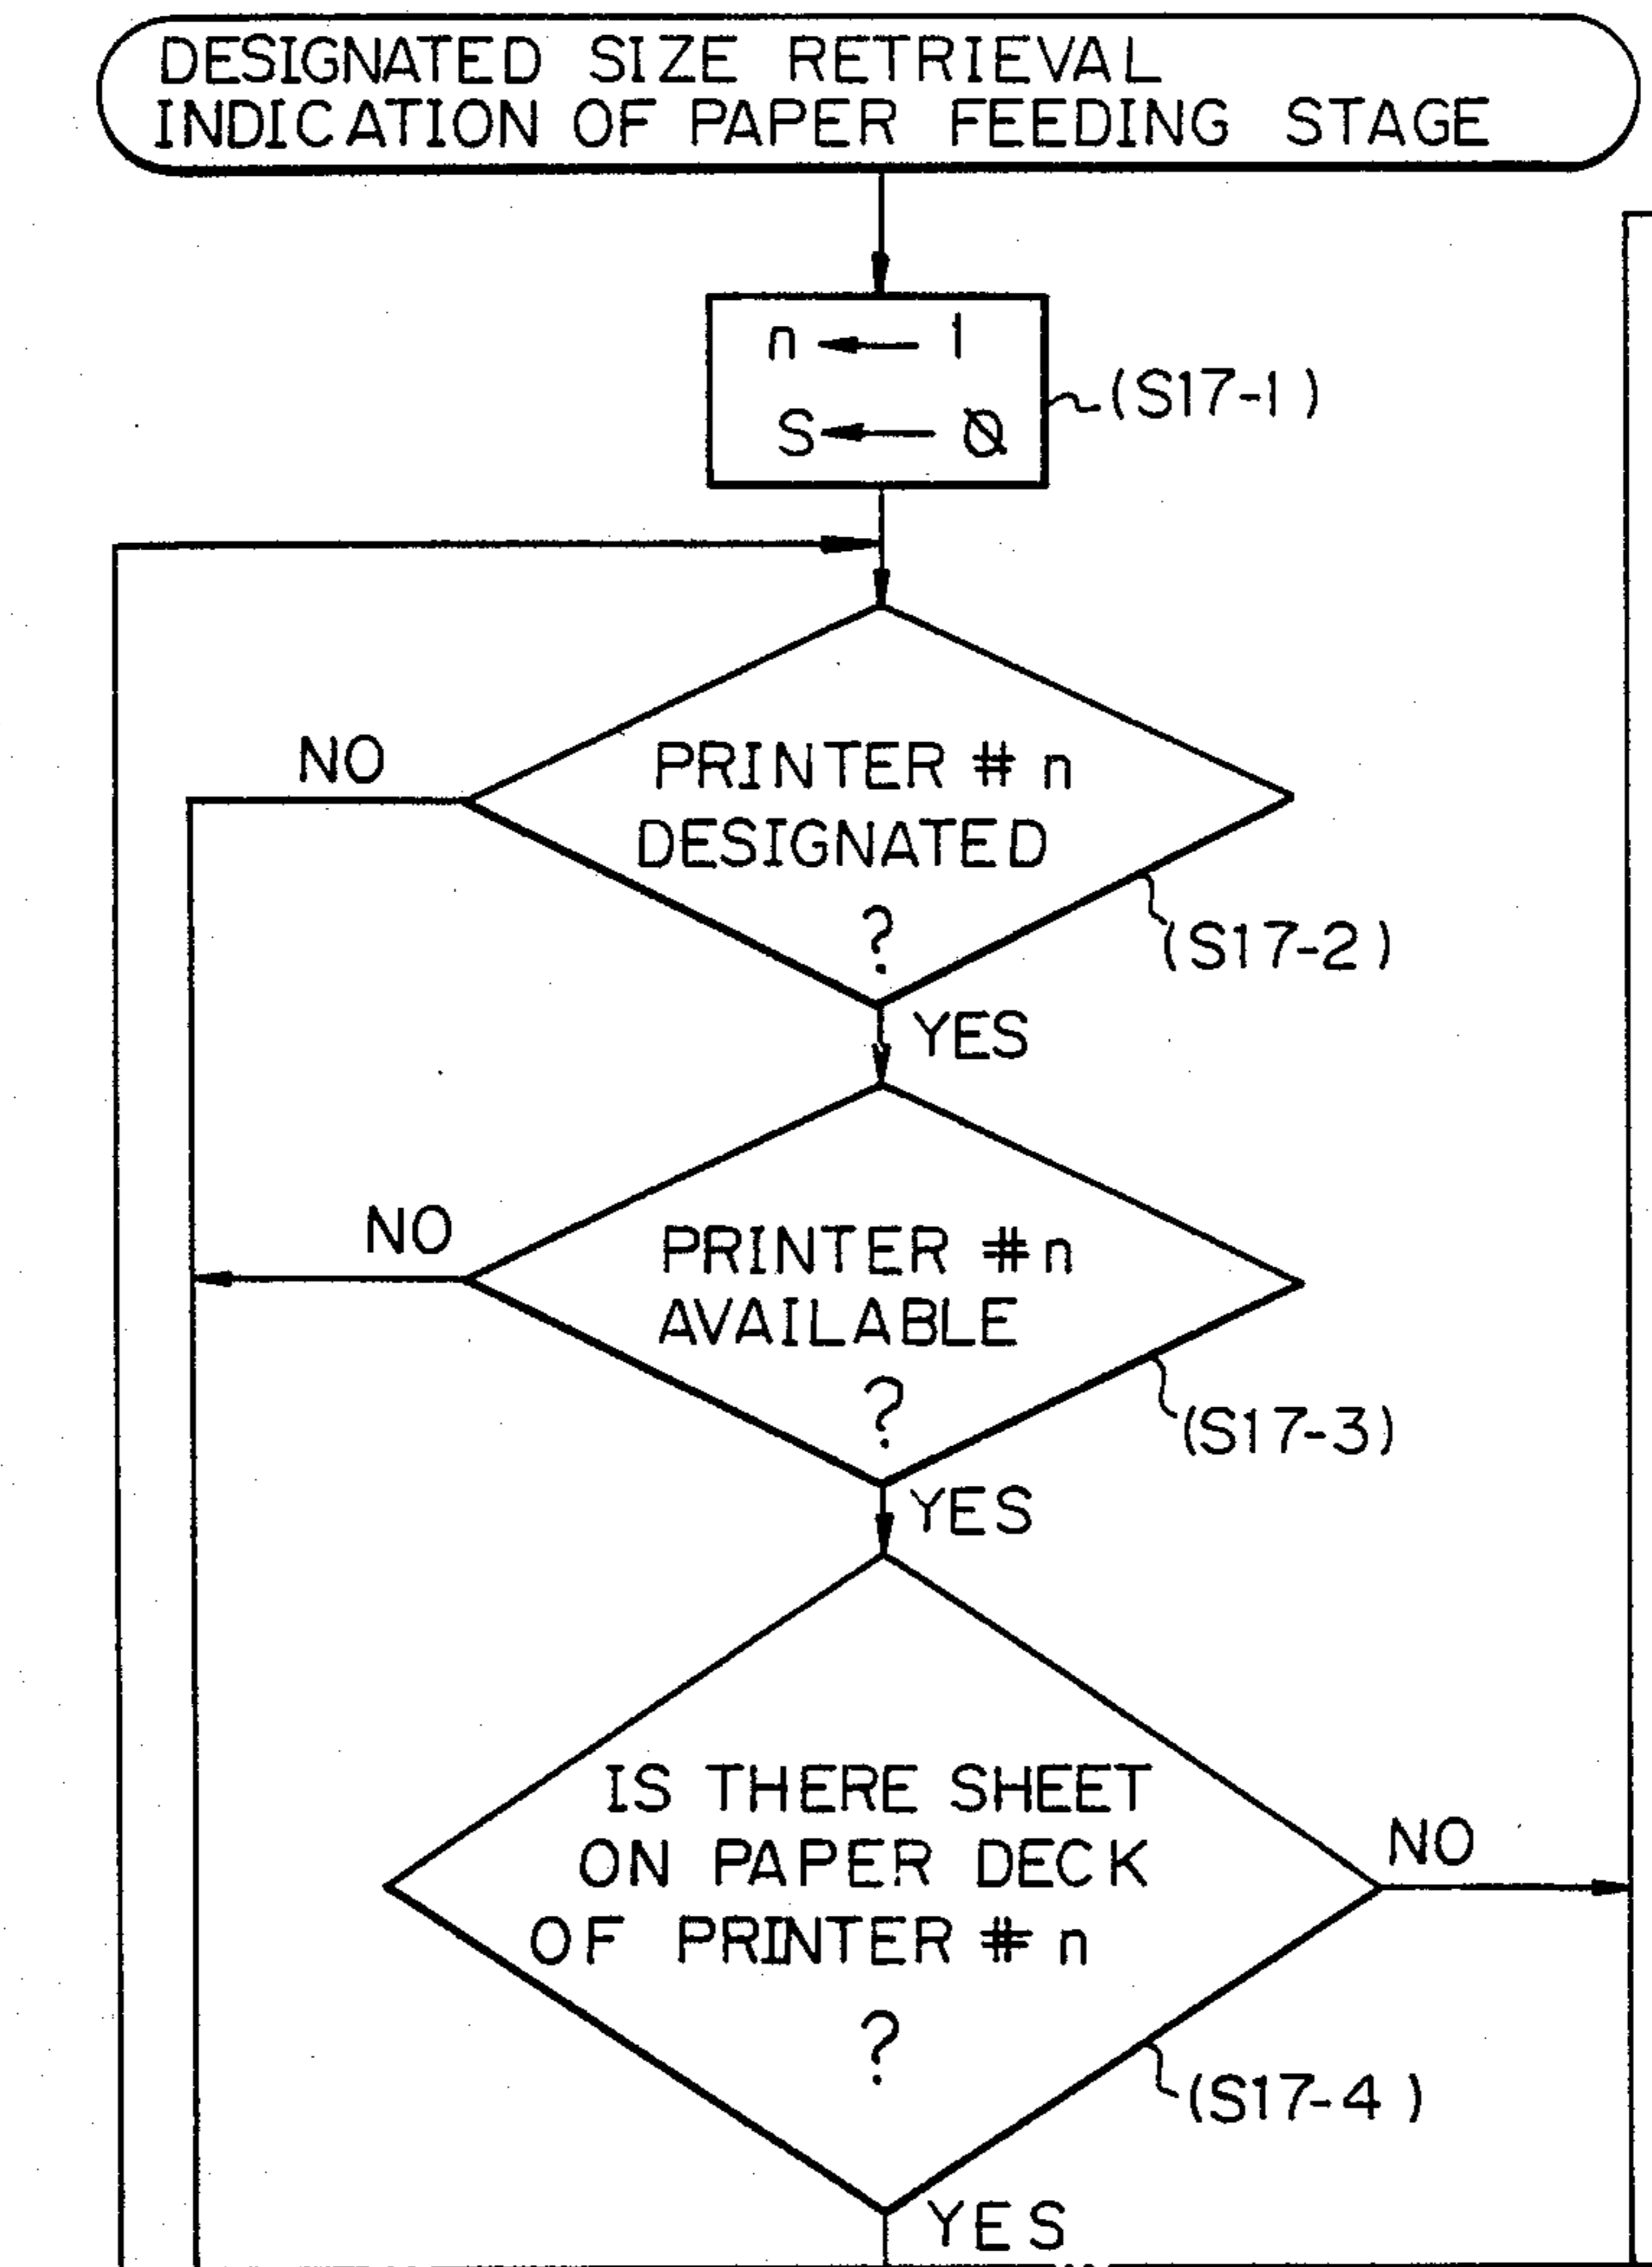 DESIGNATED SIZE RETRIEVAL
INDICATION OF PAPER FEEDING STAGE
n ← 1
S ← Ø
(S17-1)
NO
PRINTER # n
DESIGNATED
?
(S17-2)
YES
NO
PRINTER # n
AVAILABLE
?
(S17-3)
YES
IS THERE SHEET
ON PAPER DECK
OF PRINTER # n
?
NO
(S17-4)
YES